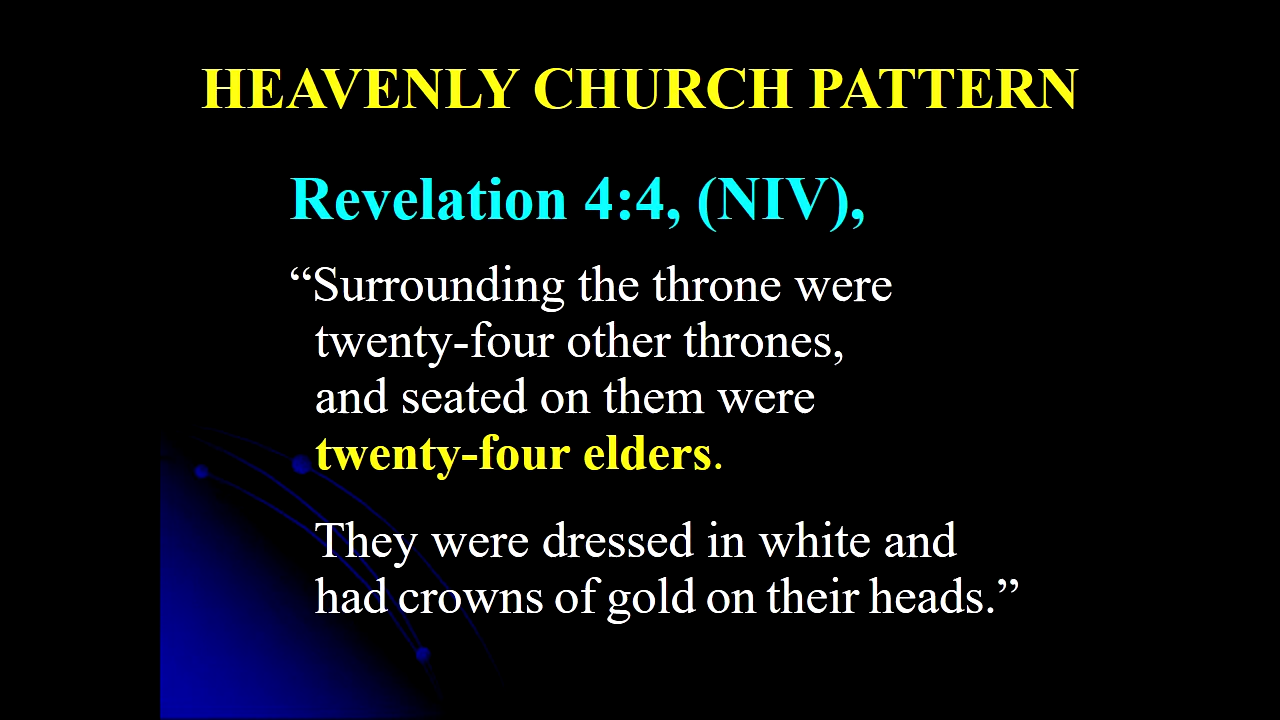 HEAVENLY CHURCH PATTERN
Revelation 4:4, (NIV),
“Surrounding the throne were
twenty-four other thrones,
and seated on them were
twenty-four elders.
They were dressed in white and
had crowns of gold on their heads.”